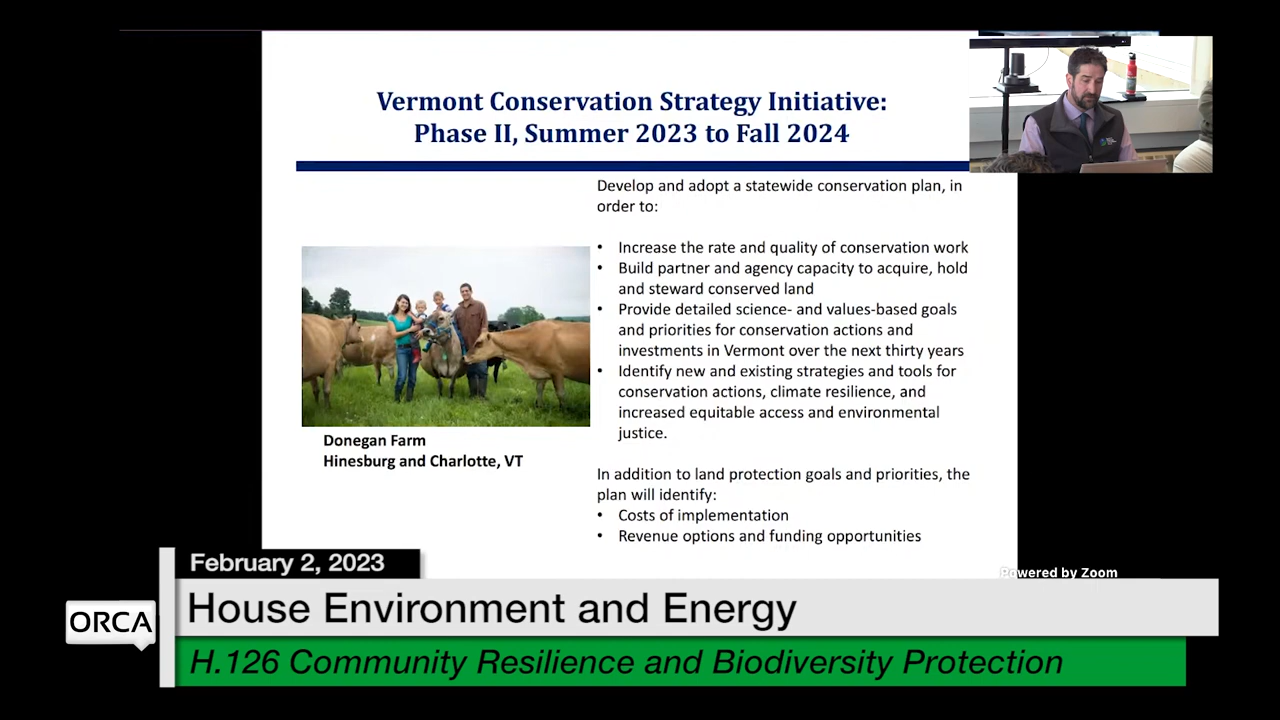 Vermont Conservation Strategy Initiative:
Phase II, Summer 2023 to Fall 2024
Develop and adopt a statewide conservation plan, in
order to:
• Increase the rate and quality of conservation work
• Build partner and agency capacity to acquire, hold
and steward conserved land
• Provide detailed science- and values-based goals
and priorities for conservation actions and
investments in Vermont over the next thirty years
• Identify new and existing strategies and tools for
conservation actions, climate resilience, and
increased equitable access and environmental
justice.
Donegan Farm
Hinesburg and Charlotte, VT
In addition to land protection goals and priorities, the
plan will identify:
• Costs of implementation
• Revenue options and funding opportunities
Powered by Zoom
February 2, 2023
ORCA
House Environment and Energy
H.126 Community Resilience and Biodiversity Protection